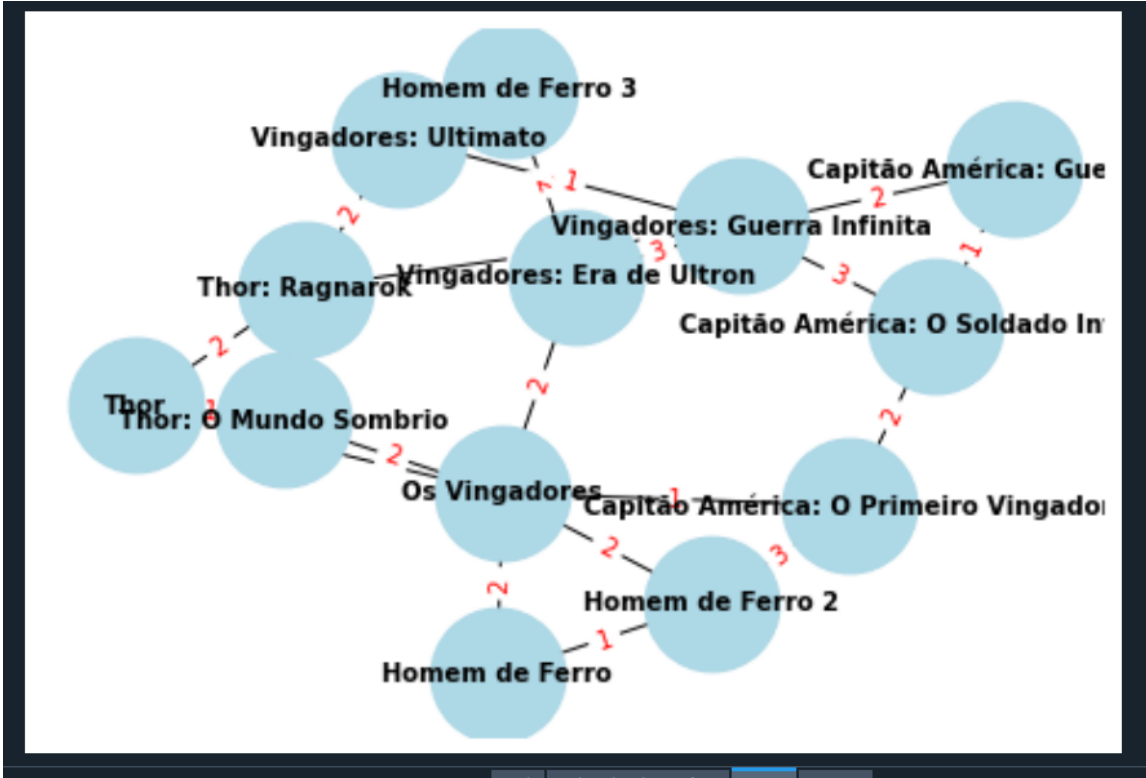 Homem de Ferro 3
Vingadores: Ultimato
1
Capitão América: Gue
2
2
Vingadores: Guerra Infinita
3
1
Vingadores: Era de Ultron
3
Thor: Ragnarok
Capitão América: O Soldado In
2
2
2
Thor
1
Thor: O Mundo Sombrio
2
Os Vingadores
1
Capitão América: O Primeiro Vingado
2
3
2
Homem de Ferro 2
1
Homem de Ferro